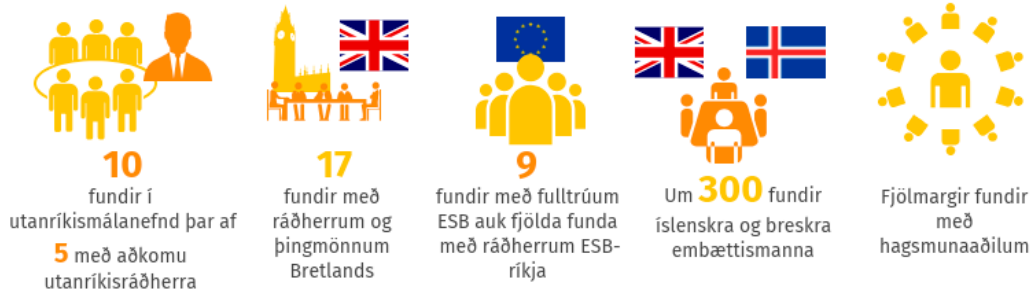 10
fundir í
utanríkismálanefnd þar af
5 með aðkomu
utanríkisráðherra
17
fundir með
ráðherrum og
þingmönnum
Bretlands
9
fundir með fulltrúum
ESB auk fjölda funda
með ráðherrum ESB-
ríkja
Um 300 fundir
íslenskra og breskra
embættismanna
Fjölmargir fundir
með
hagsmunaaðilum